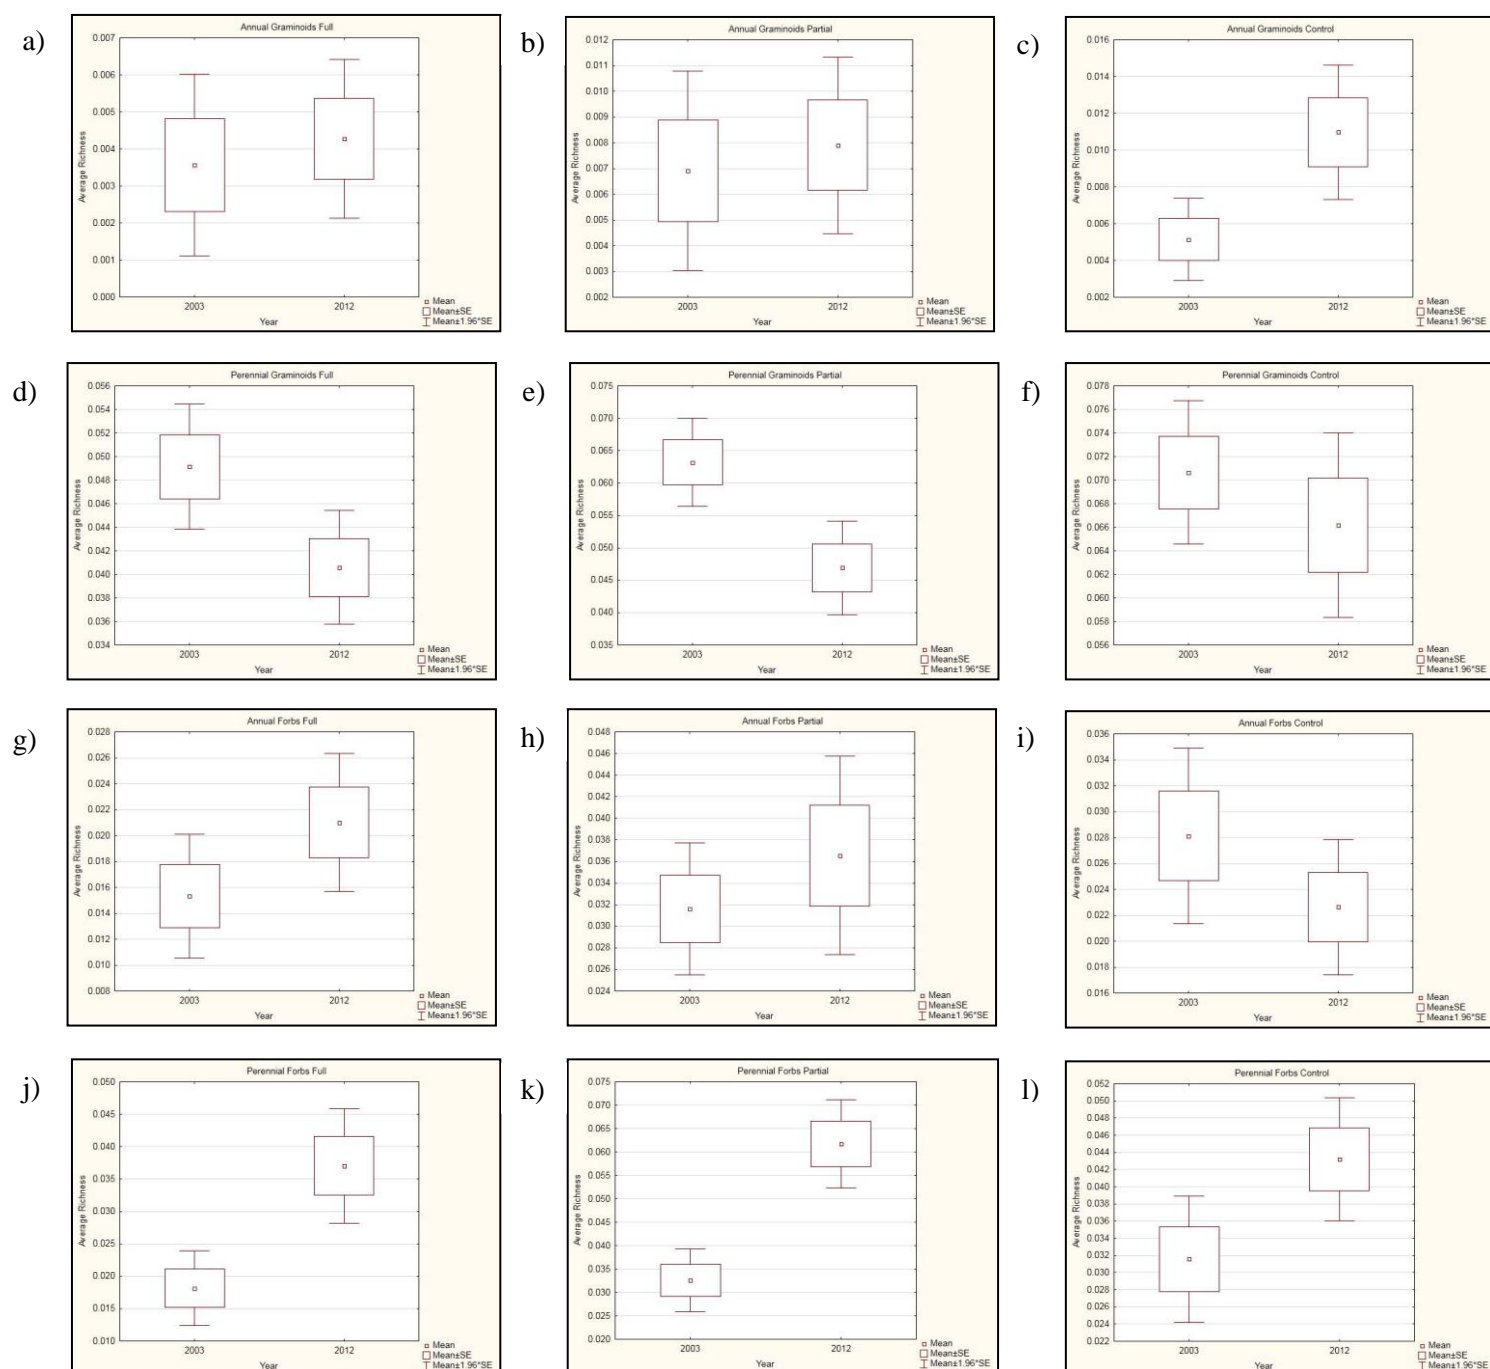 a)
Annual Graminoids Full
0.007
0.006
0.005
0.004
0.003
0.002
0.001
0.000
Average Richness
2003 2012
Year
Mean
Mean±SE
Mean±1.96*SE
b)
Annual Graminoids Partial
0.012
0.011
0.010
0.009
0.008
0.007
0.006
0.005
0.004
0.003
0.002
Average Richness
2003 2012
Year
Mean
Mean±SE
Mean±1.96*SE
c)
Annual Graminoids Control
0.016
0.014
0.012
0.010
0.008
0.006
0.004
0.002
Average Richness
2003 2012
Year
Mean
Mean±SE
Mean±1.96*SE
d)
Perennial Graminoids Full
0.056
0.054
0.052
0.050
0.048
0.046
0.044
0.042
0.040
0.038
0.036
0.034
Average Richness
2003 2012
Year
Mean
Mean±SE
Mean±1.96*SE
e)
Perennial Graminoids Partial
0.075
0.070
0.065
0.060
0.055
0.050
0.045
0.040
0.035
Average Richness
2003 2012
Year
Mean
Mean±SE
Mean±1.96*SE
f)
Perennial Graminoids Control
0.078
0.076
0.074
0.072
0.070
0.068
0.066
0.064
0.062
0.060
0.058
0.056
Average Richness
2003 2012
Year
Mean
Mean±SE
Mean±1.96*SE
g)
Annual Forbs Full
0.028
0.026
0.024
0.022
0.020
0.018
0.016
0.014
0.012
0.010
0.008
Average Richness
2003 2012
Year
Mean
Mean±SE
Mean±1.96*SE
h)
Annual Forbs Partial
0.048
0.046
0.044
0.042
0.040
0.038
0.036
0.034
0.032
0.030
0.028
0.026
0.024
Average Richness
2003 2012
Year
Mean
Mean±SE
Mean±1.96*SE
i)
Annual Forbs Control
0.036
0.034
0.032
0.030
0.028
0.026
0.024
0.022
0.020
0.018
0.016
Average Richness
2003 2012
Year
Mean
Mean±SE
Mean±1.96*SE
j)
Perennial Forbs Full
0.050
0.045
0.040
0.035
0.030
0.025
0.020
0.015
0.010
Average Richness
2003 2012
Year
Mean
Mean±SE
Mean±1.96*SE
k)
Perennial Forbs Partial
0.075
0.070
0.065
0.060
0.055
0.050
0.045
0.040
0.035
0.030
0.025
0.020
Average Richness
2003 2012
Year
Mean
Mean±SE
Mean±1.96*SE
l)
Perennial Forbs Control
0.052
0.050
0.048
0.046
0.044
0.042
0.040
0.038
0.036
0.034
0.032
0.030
0.028
0.026
0.024
0.022
Average Richness
2003 2012
Year
Mean
Mean±SE
Mean±1.96*SE